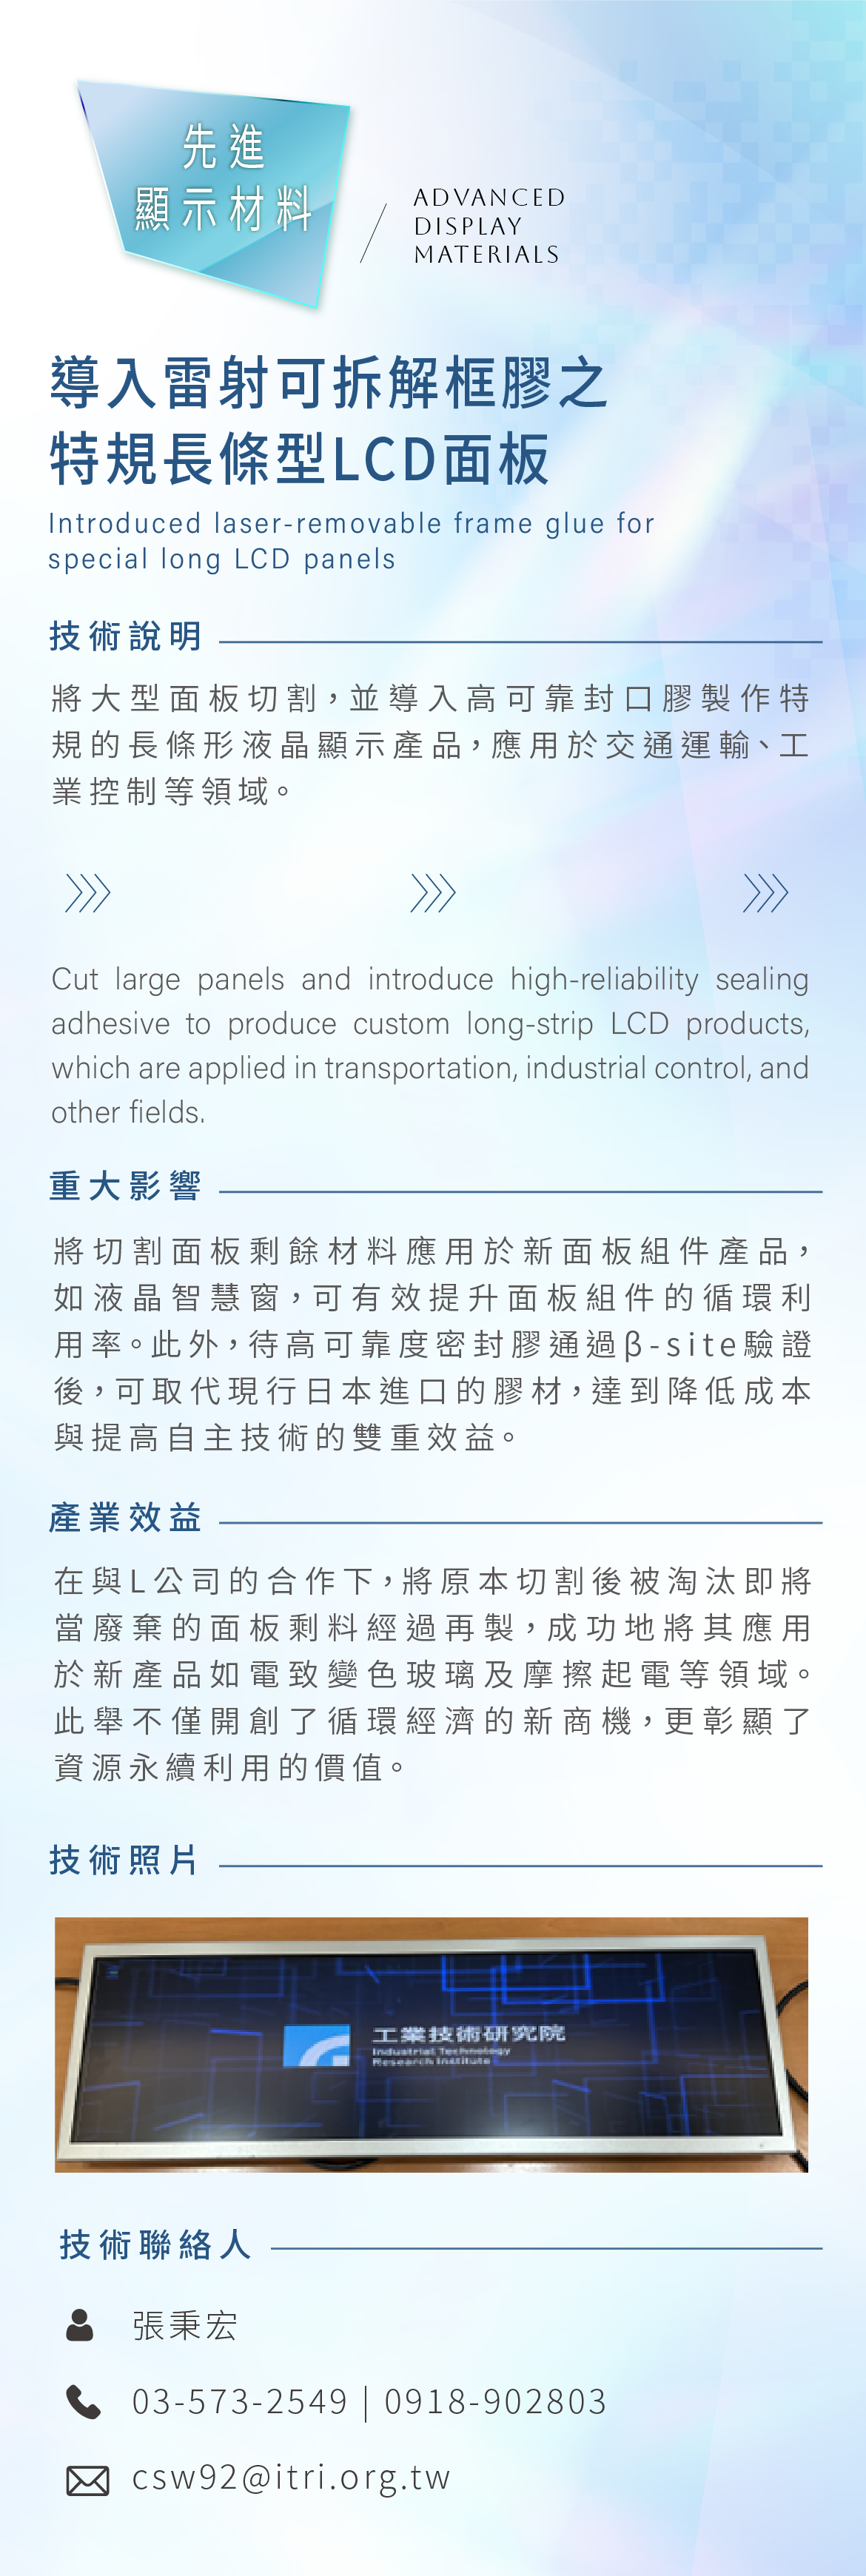 先進
顯示材料
ADVANCED
DISPLAY
MATERIALS
導入雷射可拆解框膠之
特規長條型LCD面板
Introduced laser-removable frame glue for
special long LCD panels
技術說明
將大型面板切割，並導入高可靠封口膠製作特
規的長條形液晶顯示產品，應用於交通運輸、工
業控制等領域。
Cut large panels and introduce high-reliability sealing
adhesive to produce custom long-strip LCD products,
which are applied in transportation, industrial control, and
other fields.
重大影響
將切割面板剩餘材料應用於新面板組件產品，
如液晶智慧窗，可有效提升面板組件的循環利
用率。此外，待高可靠度密封膠通過β-site驗證
後，可取代現行日本進口的膠材，達到降低成本
與提高自主技術的雙重效益。
產業效益
在與L公司的合作下，將原本切割後被淘汰即將
當廢棄的面板剩料經過再製，成功地將其應用
於新產品如電致變色玻璃及摩擦起電等領域。
此舉不僅開創了循環經濟的新商機，更彰顯了
資源永續利用的價值。
技術照片
工業技術研究院
Industrial Technology
Research Institute
技術聯絡人
張秉宏
03-573-2549 | 0918-902803
csw92@itri.org.tw